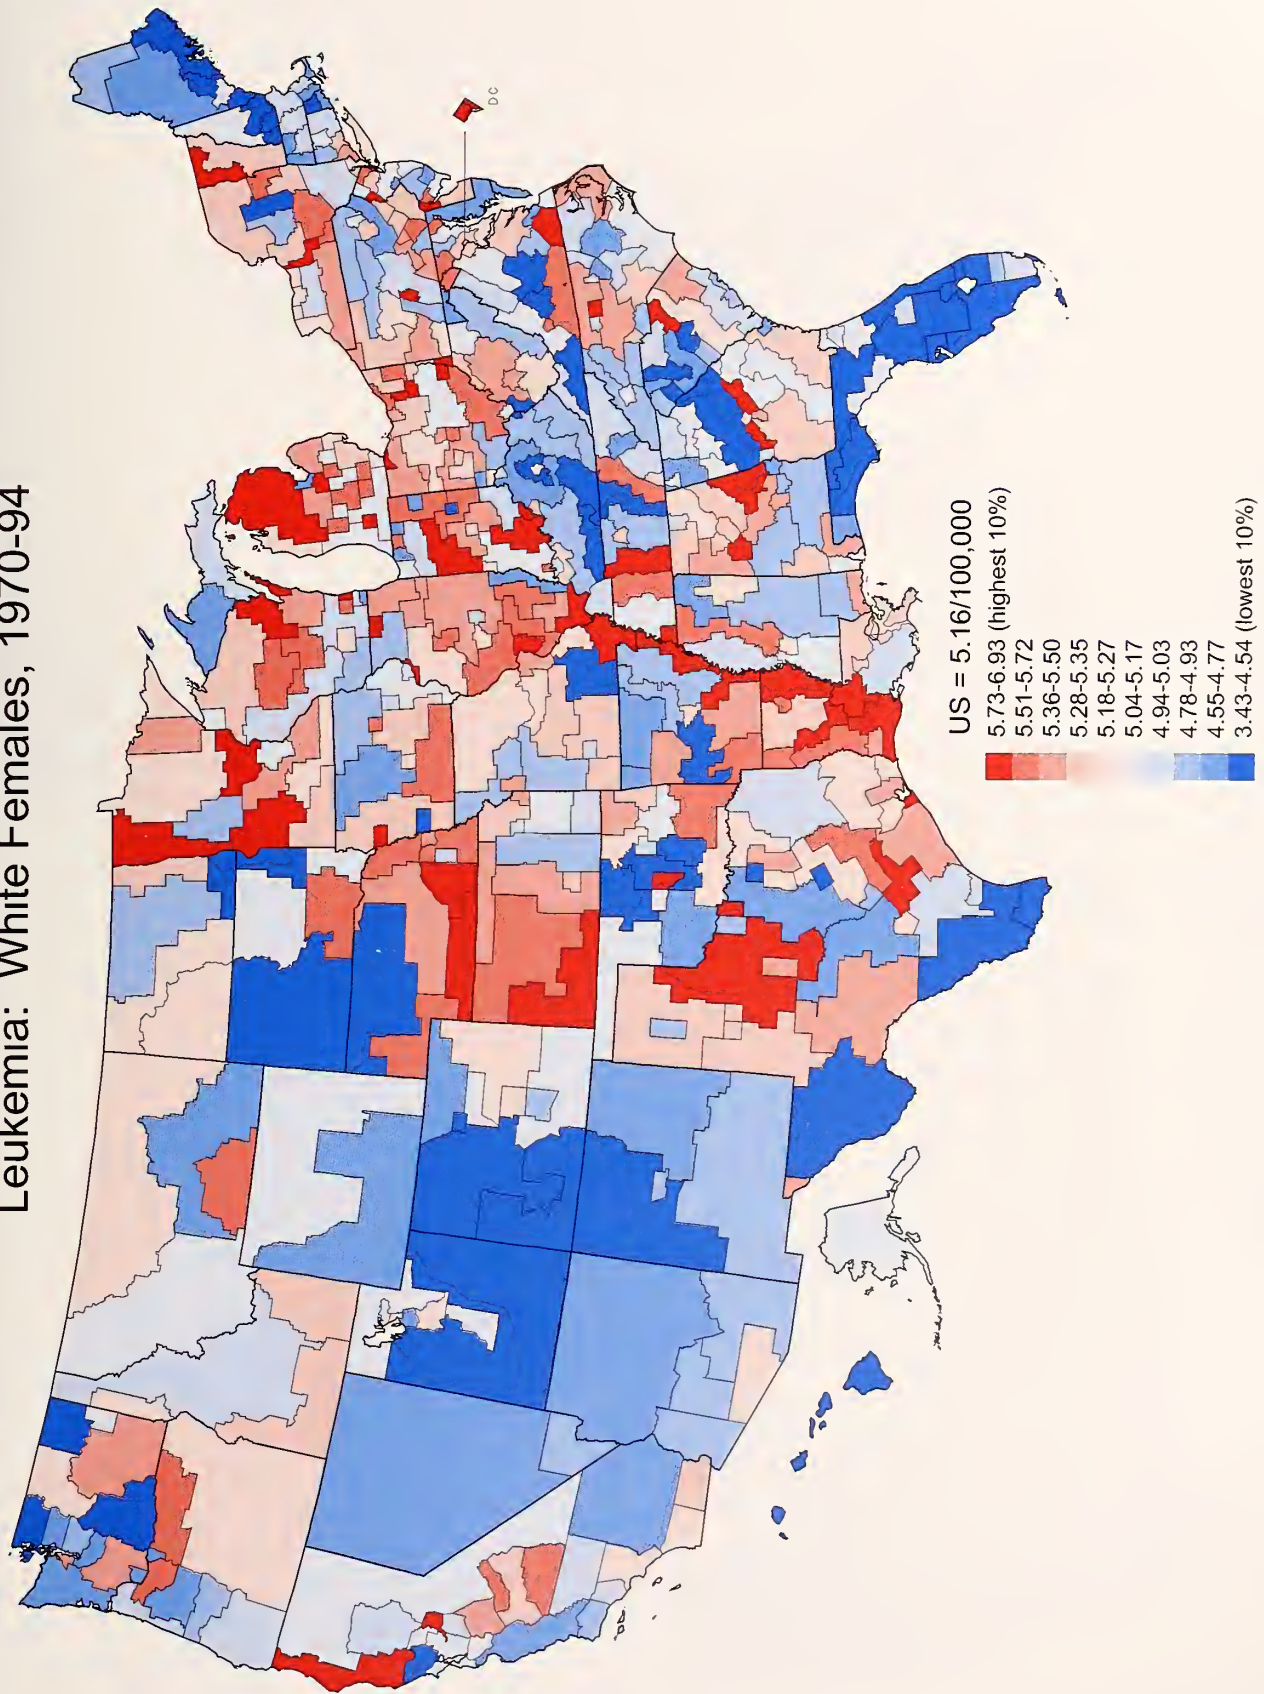 Leukemia: White Females, 1970-94
DC
US = 5.16/100,000
5.73-6.93 (highest 10%)
5.51-5.72
5.36-5.50
5.28-5.35
5.18-5.27
5.04-5.17
4.94-5.03
4.78-4.93
4.55-4.77
3.43-4.54 (lowest 10%)